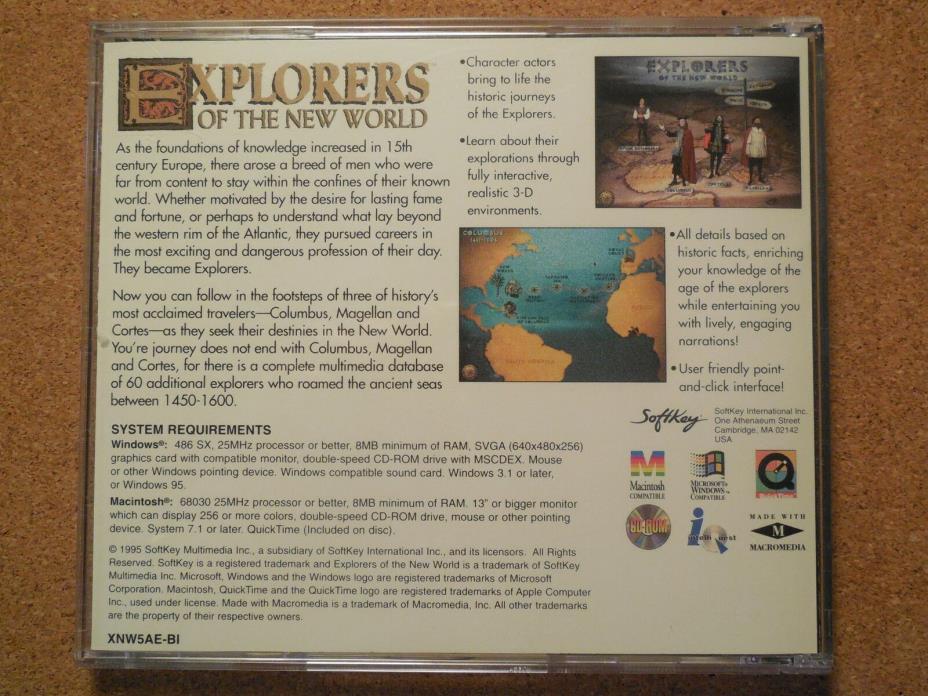 EXPLORERS
OF THE NEW WORLD
As the foundations of knowledge increased in 15th
century Europe, there arose a breed of men who were
far from content to stay within the confines of their known
world. Whether motivated by the desire for lasting fame
and fortune, or perhaps to understand what lay beyond
the western rim of the Atlantic, they pursued careers in
the most exciting and dangerous profession of their day.
They became Explorers.
Now you can follow in the footsteps of three of history's
most acclaimed travelers—Columbus, Magellan and
Cortes—as they seek their destinies in the New World.
You're journey does not end with Columbus, Magellan
and Cortes, for there is a complete multimedia database
of 60 additional explorers who roamed the ancient seas
between 1450-1600.
•Character actors
bring to life the
historic journeys
of the Explorers.
•Learn about their
explorations through
fully interactive,
realistic 3-D
environments.
EXPLORERS
OF THE NEW WORLD
COLUMBUS
SOUTH AMERICA
•All details based on
historic facts, enriching
your knowledge of the
age of the explorers
while entertaining you
with lively, engaging
narrations!
• User friendly point-
and-click interface!
SYSTEM REQUIREMENTS
Windows®: 486 SX, 25MHz processor or better, 8MB minimum of RAM, SVGA (640x480x256)
graphics card with compatible monitor, double-speed CD-ROM drive with MSCDEX. Mouse
or other Windows pointing device. Windows compatible sound card. Windows 3.1 or later,
or Windows 95.
Macintosh®: 68030 25MHz processor or better, 8MB minimum of RAM. 13" or bigger monitor
which can display 256 or more colors, double-speed CD-ROM drive, mouse or other pointing
device. System 7.1 or later. QuickTime (Included on disc).
© 1995 SoftKey Multimedia Inc., a subsidiary of SoftKey International Inc., and its licensors. All Rights
Reserved. SoftKey is a registered trademark and Explorers of the New World is a trademark of SoftKey
Multimedia Inc. Microsoft, Windows and the Windows logo are registered trademarks of Microsoft
Corporation. Macintosh, QuickTime and the QuickTime logo are registered trademarks of Apple Computer
Inc., used under license. Made with Macromedia is a trademark of Macromedia, Inc. All other trademarks
are the property of their respective owners.
XNW5AE-BI
SoftKey
SoftKey International Inc.
One Athenaeum Street
Cambridge, MA 02142
USA
M
Macintosh
COMPATIBLE
MICROSOFT®
WINDOWS™
COMPATIBLE
QuickTime
CD-ROM
intelliQuest
MADE WITH
M
MACROMEDIA